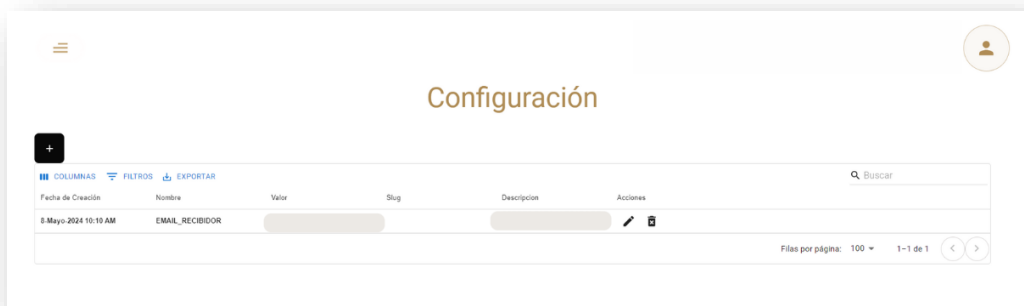 Configuración
+
COLUMNAS FILTROS EXPORTAR Buscar
Fecha de Creación Nombre Valor Slug Descripcion Acciones
8-Mayo-2024 10:10 AM EMAIL_RECIBIDOR
Filas por página: 100 1–1 de 1